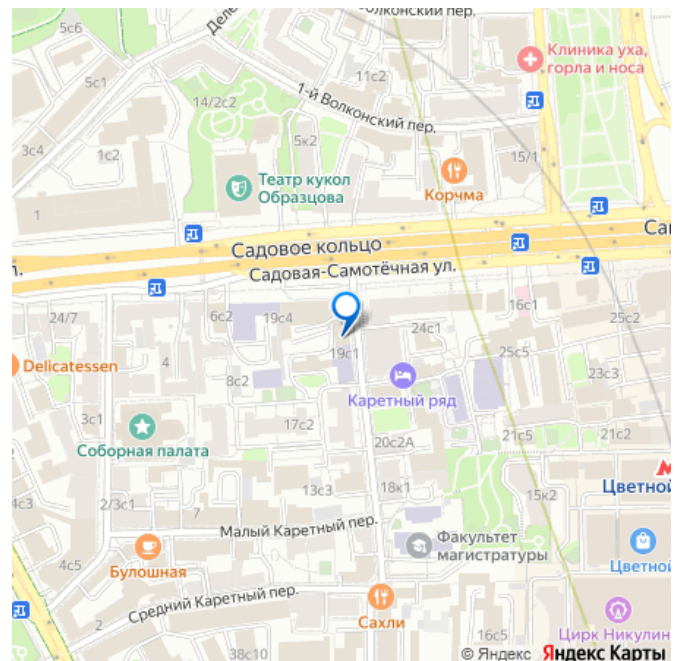 5с6
олконский пер.
Деле
5с1
11с2
Клиника уха,
горла и носа
14/2с2
1-й Волконский пер.
3с4
1с2
5к2
15/1
Театр кукол
Образцова
Корчма
1
Садовое кольцо
Са
л.
Садовая-Самотёчная ул.
24/7
6с2
19с4
16с1
24с1
25с2
Delicatessen
4
19с1
25с5
8с2
23с3
Каретный ряд
3с1
17с2
Соборная палата
20с2А
21с5
21с2
4с3
2/3с1
13с3
18к1
15к2
Цветной
Малый Каретный пер.
Факультет
магистратуры
4с5
Булошная
Цветной
Средний Каретный пер.
2
Сахли
16с5
Цирк Никулин
38с10
© Яндекс Яндекс Карты